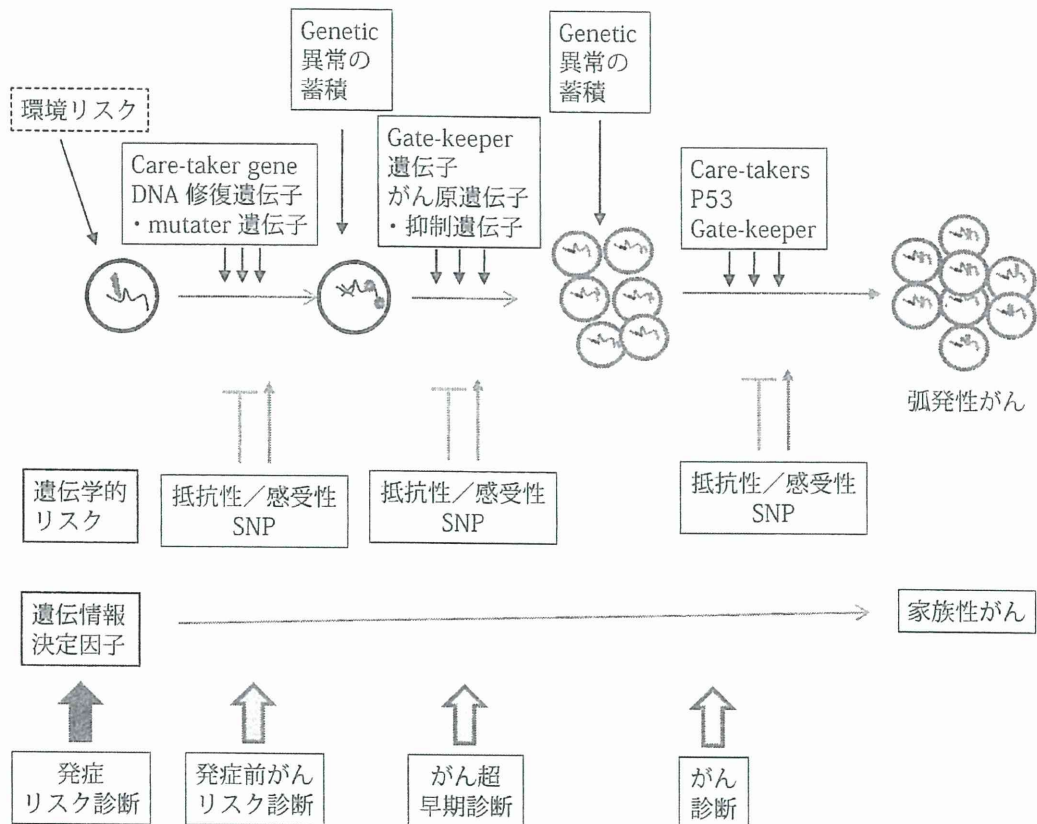 Genetic
異常の
蓄積
Genetic
異常の
蓄積
環境リスク
Care-taker gene
DNA 修復遺伝子
・mutater 遺伝子
Gate-keeper
遺伝子
がん原遺伝子
・抑制遺伝子
Care-takers
P53
Gate-keeper
弧発性がん
遺伝学的
リスク
抵抗性／感受性
SNP
抵抗性／感受性
SNP
抵抗性／感受性
SNP
遺伝情報
決定因子
家族性がん
発症
リスク診断
発症前がん
リスク診断
がん超
早期診断
がん
診断